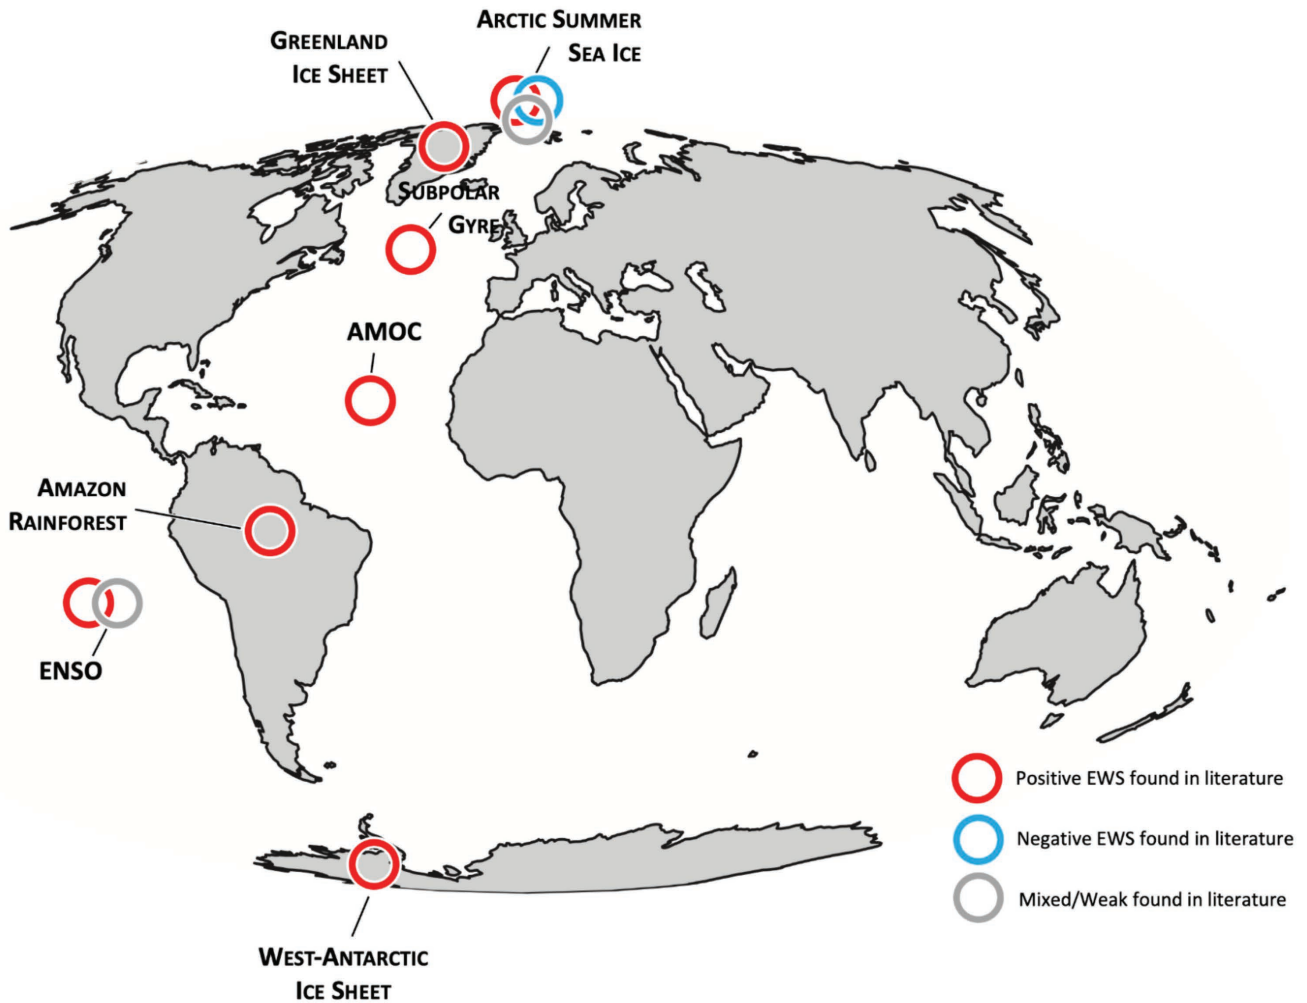 Arctic Summer
Sea Ice
Greenland
Ice Sheet
Subpolar
Gyre
AMOC
Amazon
Rainforest
ENSO
Positive EWS found in literature
Negative EWS found in literature
Mixed/Weak found in literature
West-Antarctic
Ice Sheet